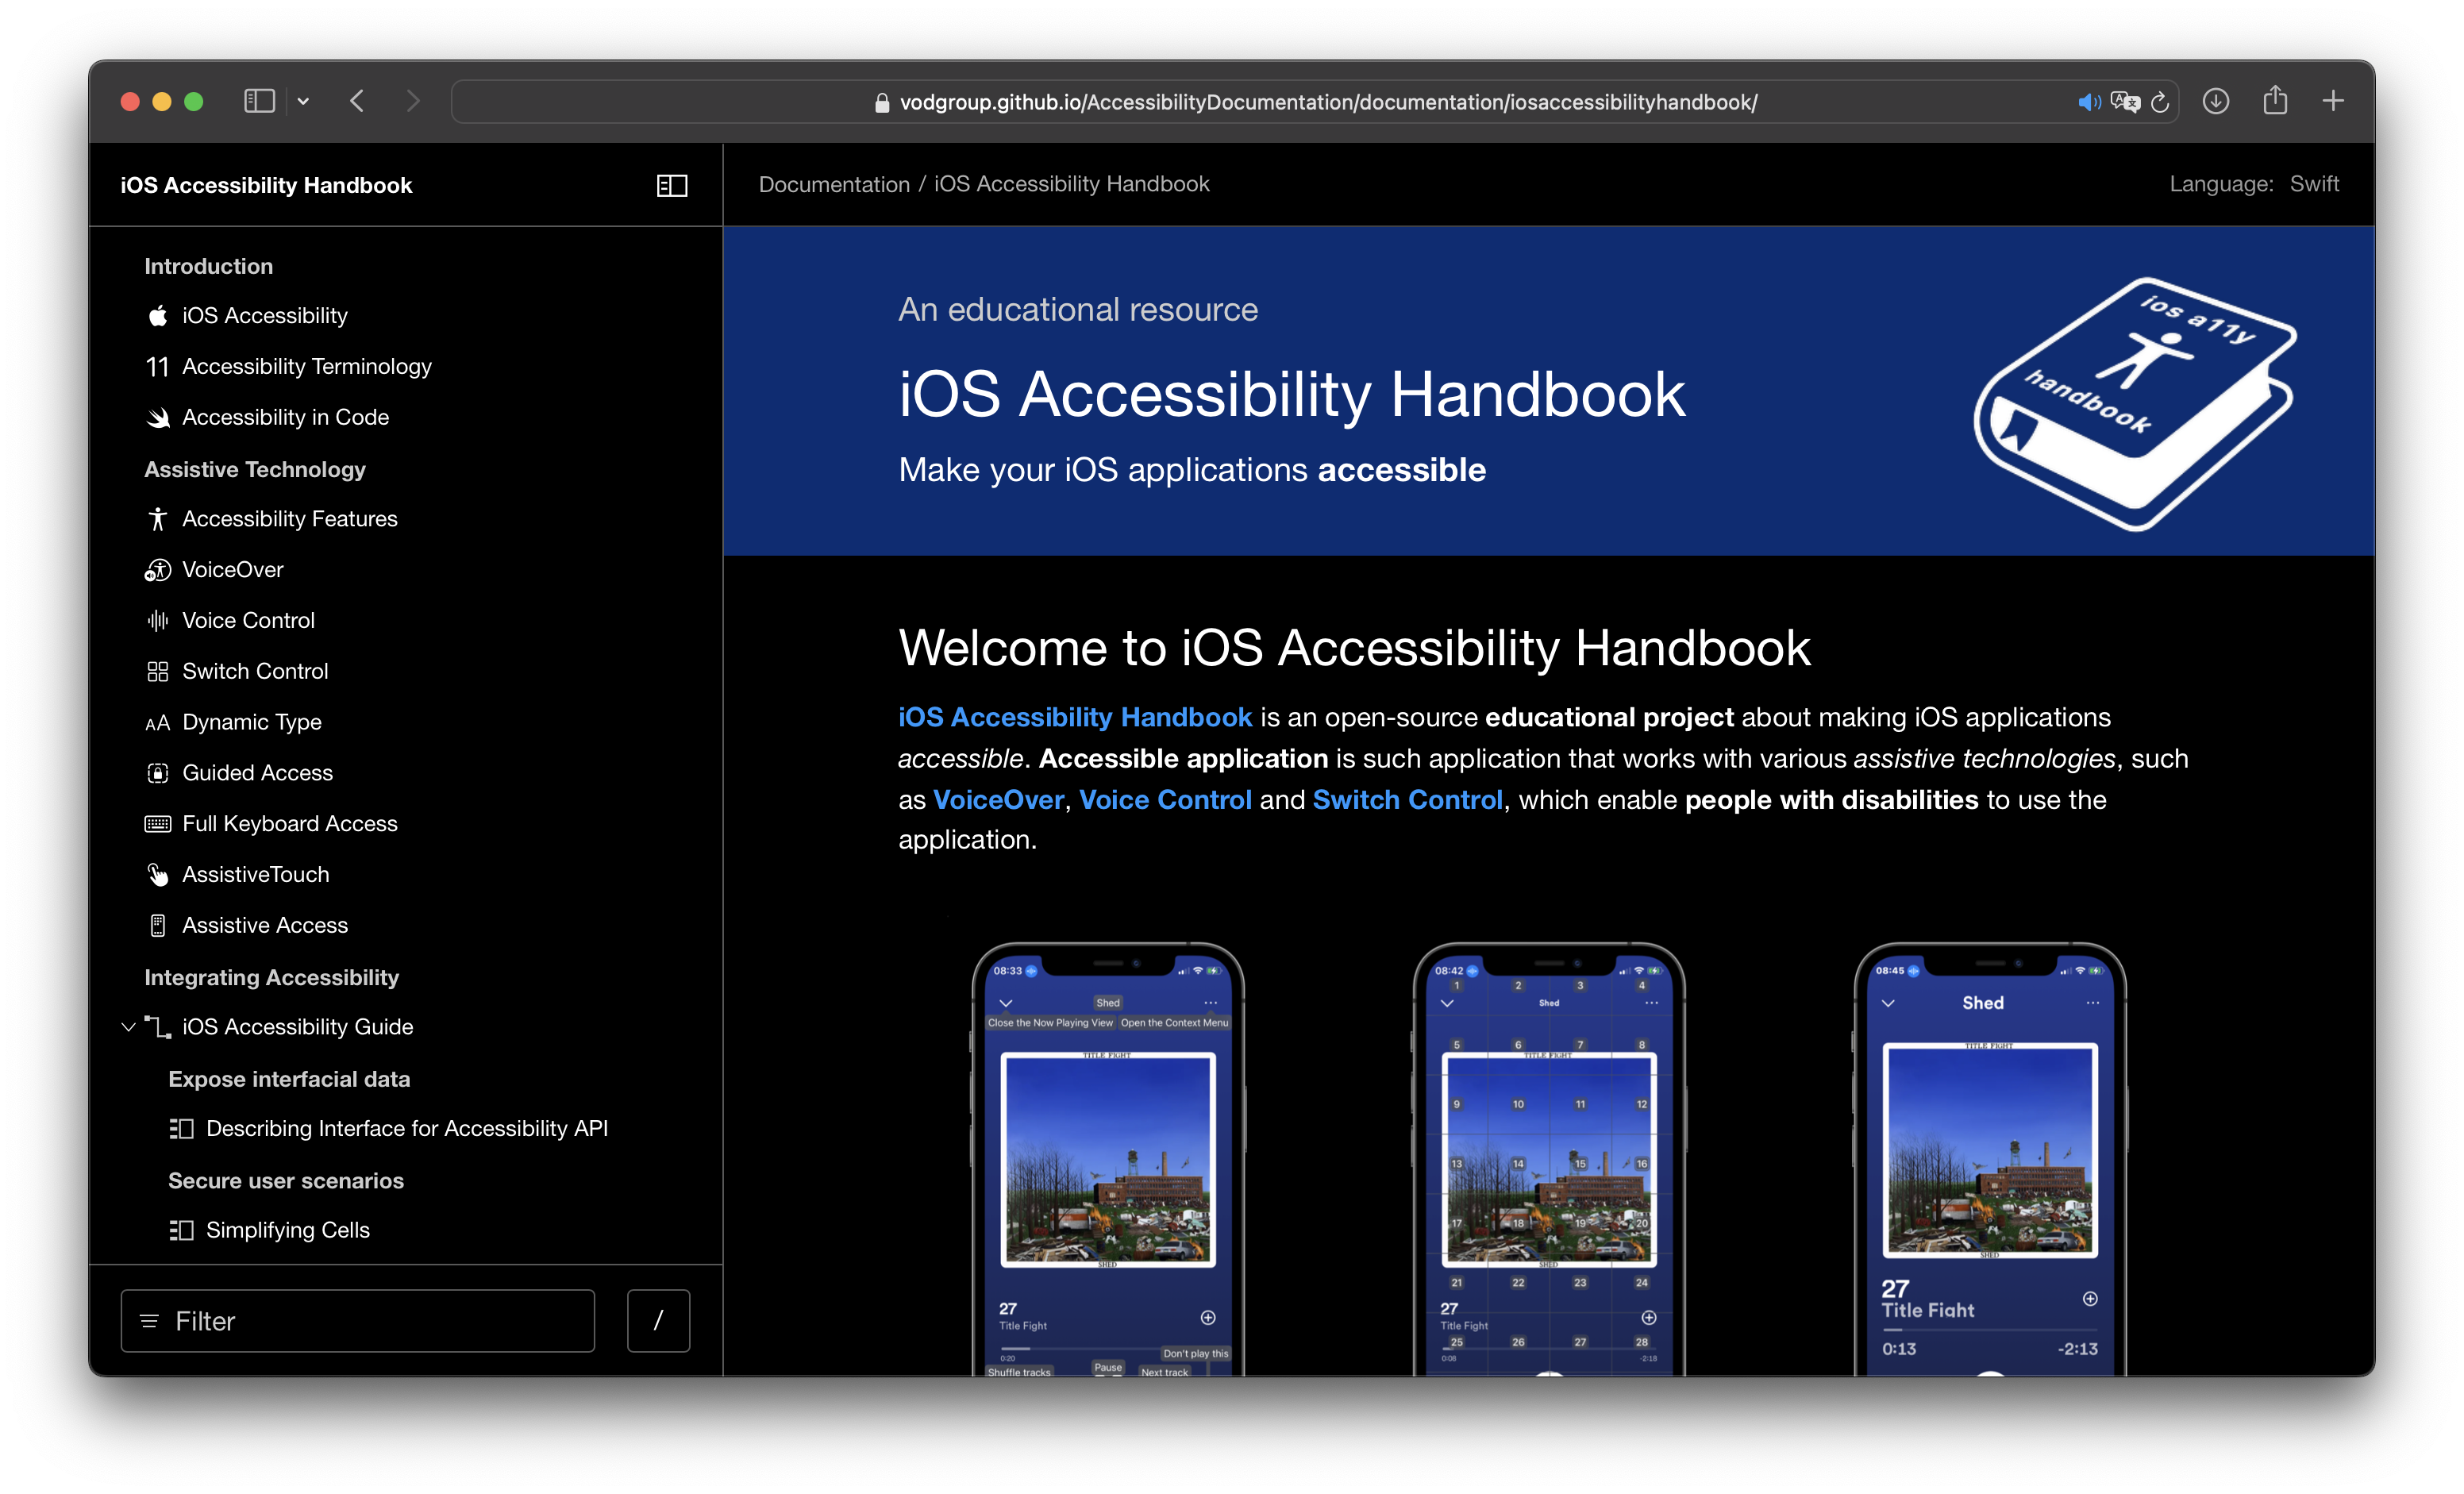 vodgroup.github.io/AccessibilityDocumentation/documentation/iosaccessibilityhandbook/
iOS Accessibility Handbook
Introduction
iOS Accessibility
11 Accessibility Terminology
Accessibility in Code
Assistive Technology
Accessibility Features
VoiceOver
Voice Control
Switch Control
AA Dynamic Type
Guided Access
Full Keyboard Access
AssistiveTouch
Assistive Access
Integrating Accessibility
iOS Accessibility Guide
Expose interfacial data
Describing Interface for Accessibility API
Secure user scenarios
Simplifying Cells
Filter
/
Documentation / iOS Accessibility Handbook
Language: Swift
An educational resource
iOS Accessibility Handbook
Make your iOS applications accessible
ios a11y
handbook
Welcome to iOS Accessibility Handbook
iOS Accessibility Handbook is an open-source educational project about making iOS applications
accessible. Accessible application is such application that works with various assistive technologies, such
as VoiceOver, Voice Control and Switch Control, which enable people with disabilities to use the
application.
08:33
Shed
Close the Now Playing View Open the Context Menu
TITLE FIGHT
SHED
27
Title Fight
Don't play this
0:20
Shuffle tracks Pause Next track
08:42
1 2 3 4
Shed
5 6 7 8
TITLE FIGHT
9 10 11 12
13 14 15 16
17 18 19 20
SHED
21 22 23 24
27
Title Fight
25 26 27 28
0:08 -2:18
08:45
Shed
TITLE FIGHT
SHED
27
Title Fight
0:13 -2:13